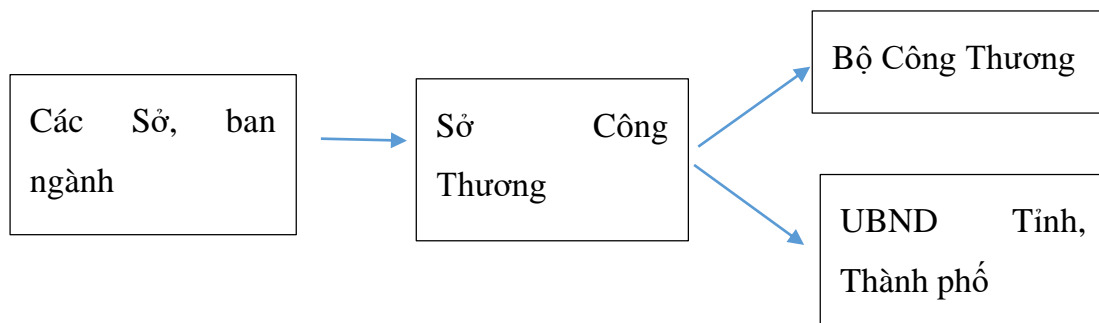 Các Sở, ban
ngành
Sở Công
Thương
Bộ Công Thương
UBND Tỉnh,
Thành phố